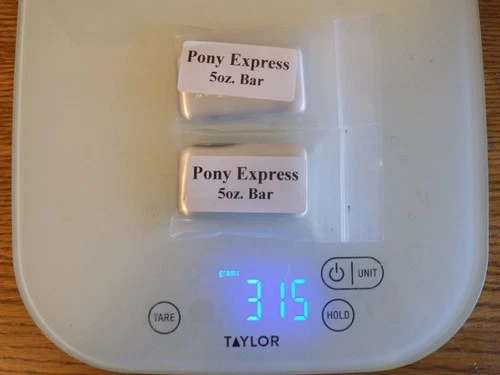 Pony Express
5oz. Bar
Pony Express
5oz. Bar
grams
315
UNIT
TARE
HOLD
TAYLOR